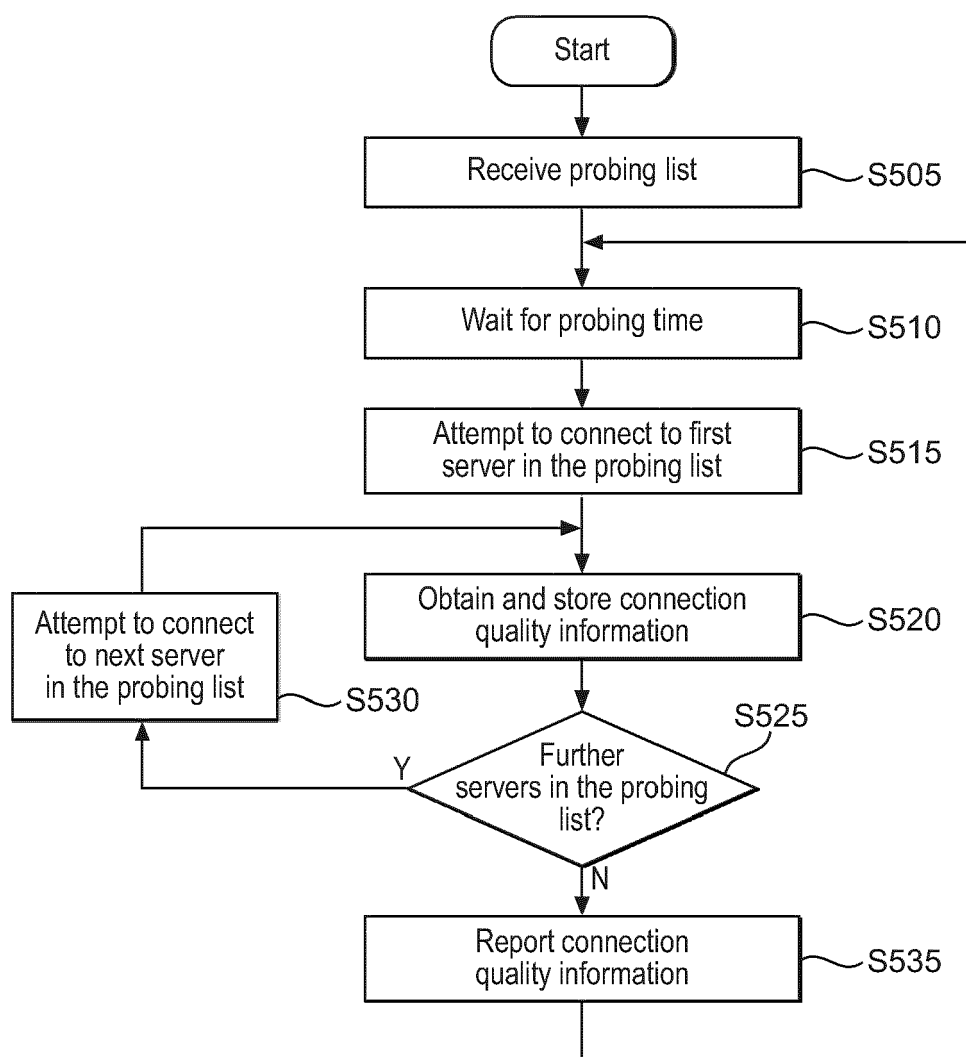 Start
Receive probing list
S505
Wait for probing time
S510
Attempt to connect to first
server in the probing list
S515
Obtain and store connection
quality information
S520
Attempt to connect
to next server
in the probing list
S530
S525
Further
servers in the probing
list?
Y
N
Report connection
quality information
S535